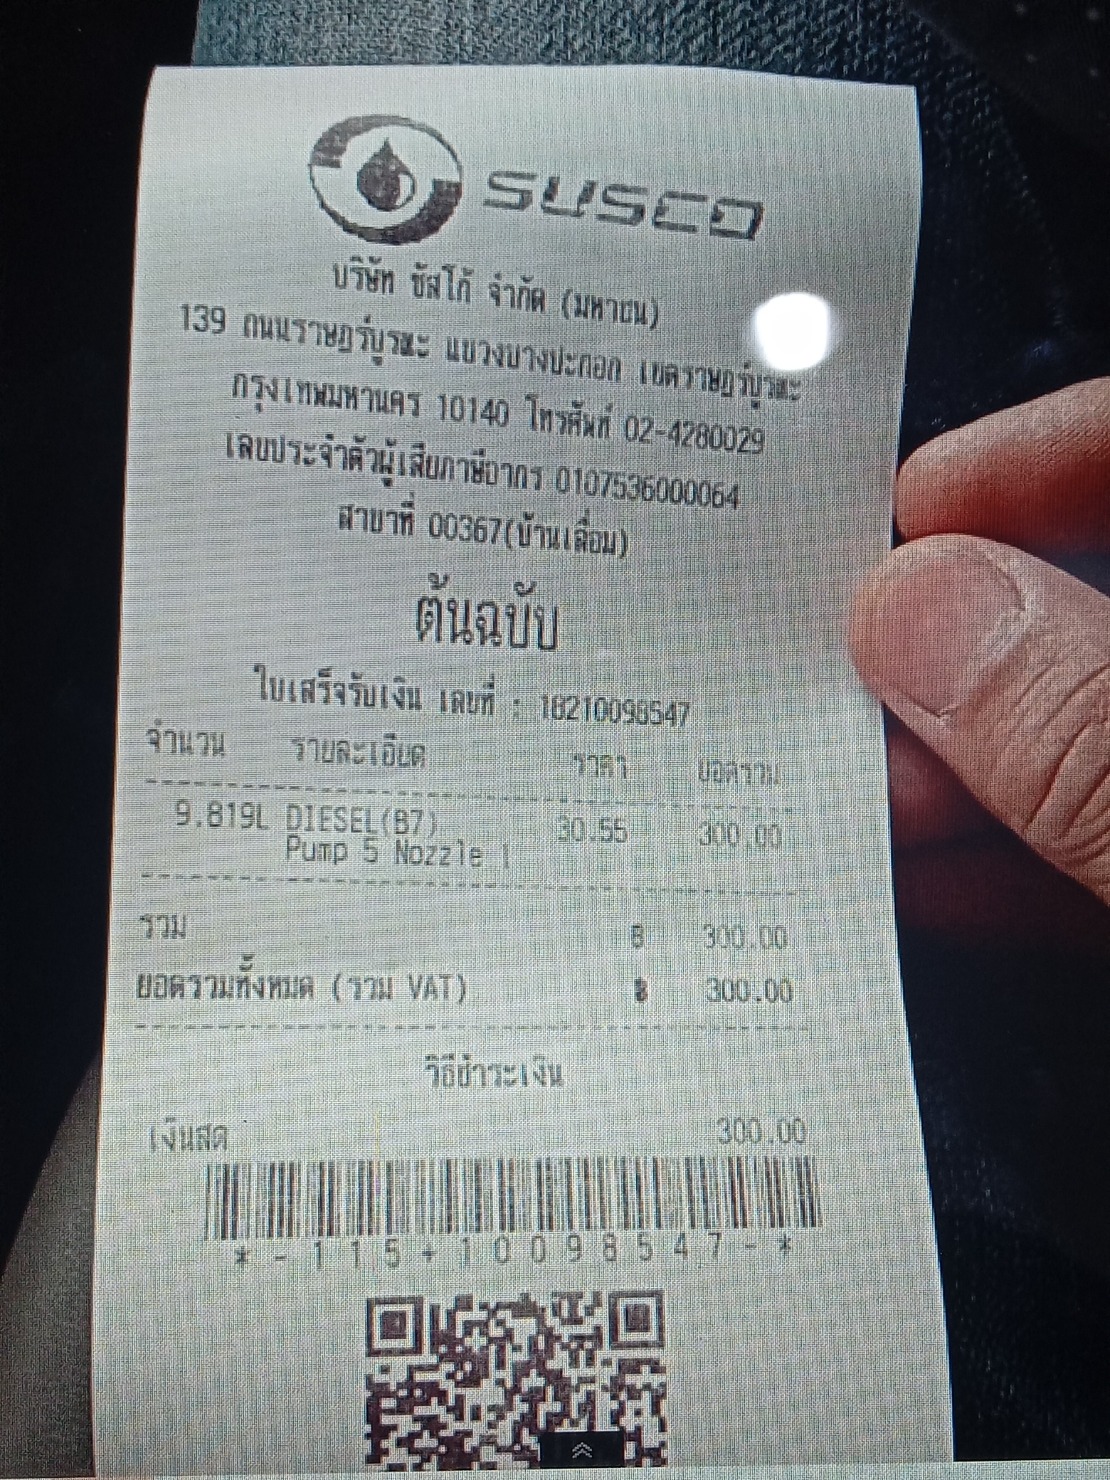 SUSCO
บริษัท ซัสโก้ จำกัด (มหาชน)
139 ถนนราษฎร์บูรณะ แขวงบางปะกอก เขตราษฎร์บูรณะ
กรุงเทพมหานคร 10140 โทรศัพท์ 02-4280029
เลขประจำตัวผู้เสียภาษีอากร 0107536000064
สาขาที่ 00367(บ้านเลื่อม)
ต้นฉบับ
ใบเสร็จรับเงิน เลขที่ : 18210098547
จำนวน รายละเอียด ราคา ยอดรวม
9.819L DIESEL(B7) 30.55 300.00
Pump 5 Nozzle 1
รวม ฿ 300.00
ยอดรวมทั้งหมด (รวม VAT) ฿ 300.00
วิธีชำระเงิน
เงินสด 300.00
*-115+10098547-*